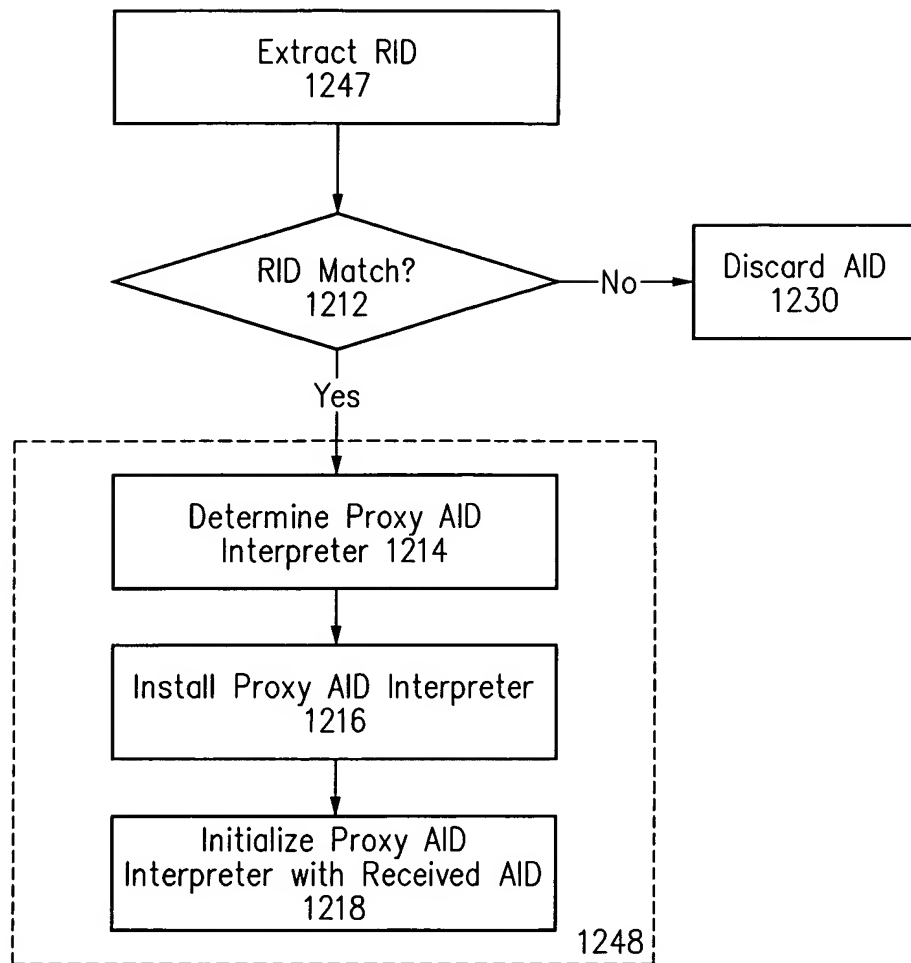 Extract RID
1247
RID Match?
1212
No
Discard AID
1230
Yes
Determine Proxy AID
Interpreter 1214
Install Proxy AID Interpreter
1216
Initialize Proxy AID
Interpreter with Received AID
1218
1248